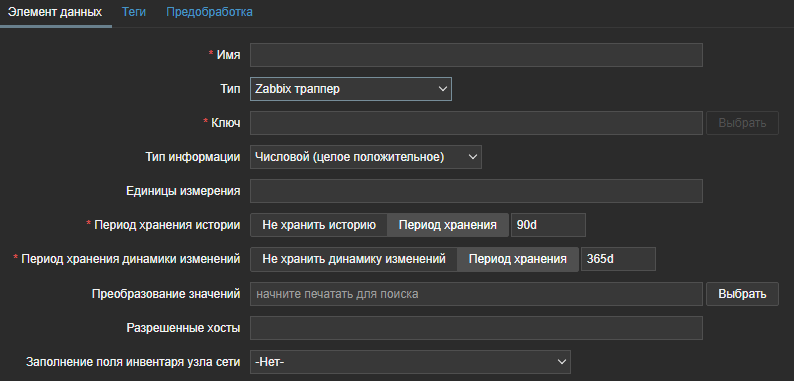 Элемент данных Теги Предобработка
* Имя
Тип Zabbix траппер
* Ключ Выбрать
Тип информации Числовой (целое положительное)
Единицы измерения
* Период хранения истории Не хранить историю Период хранения 90d
* Период хранения динамики изменений Не хранить динамику изменений Период хранения 365d
Преобразование значений начните печатать для поиска Выбрать
Разрешенные хосты
Заполнение поля инвентаря узла сети -Нет-